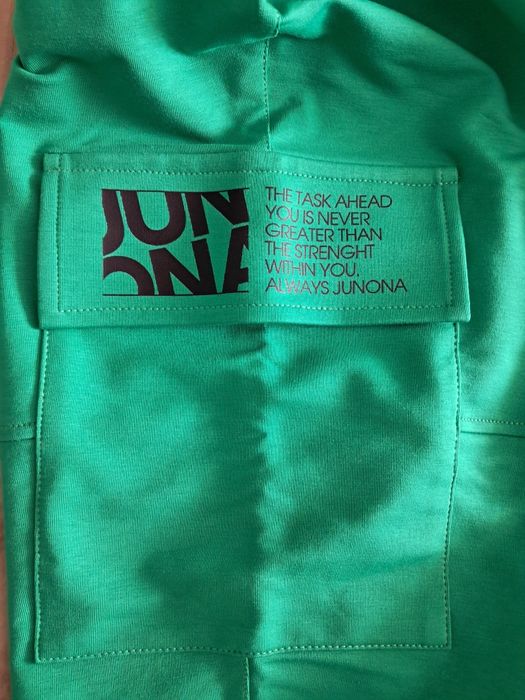 JUN
ONA
THE TASK AHEAD
YOU IS NEVER
GREATER THAN
THE STRENGHT
WITHIN YOU.
ALWAYS JUNONA